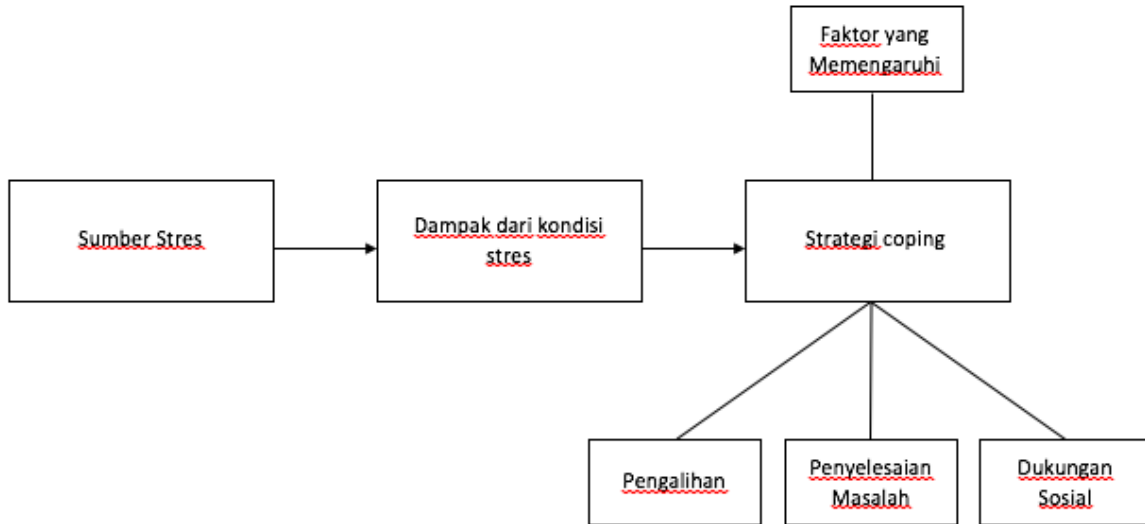 Faktor yang
Memengaruhi
Sumber Stres
Dampak dari kondisi
stres
Strategi coping
Pengalihan
Penyelesaian
Masalah
Dukungan
Sosial